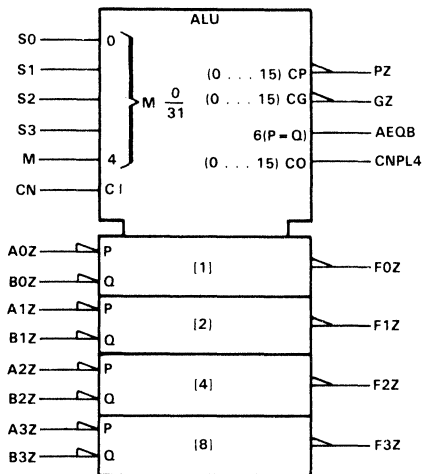 ALU
S0 0
S1 (0 . . . 15) CP PZ
S2 M 0/31 (0 . . . 15) CG GZ
S3 6(P = Q) AEQB
M 4 (0 . . . 15) CO CNPL4
CN CI
A0Z P
[1] F0Z
B0Z Q
A1Z P
[2] F1Z
B1Z Q
A2Z P
[4] F2Z
B2Z Q
A3Z P
[8] F3Z
B3Z Q